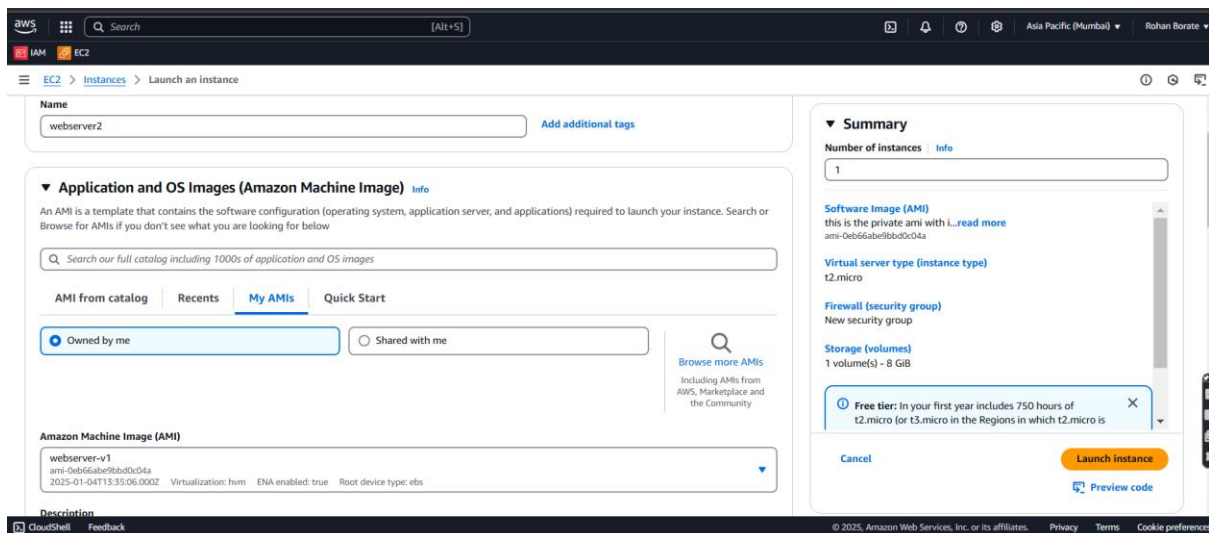 aws
Search [Alt+S]
Asia Pacific (Mumbai) Rohan Borate
IAM EC2
EC2 > Instances > Launch an instance
Name
webserver2
Add additional tags
Application and OS Images (Amazon Machine Image) Info
An AMI is a template that contains the software configuration (operating system, application server, and applications) required to launch your instance. Search or
Browse for AMIs if you don't see what you are looking for below
Search our full catalog including 1000s of application and OS images
AMI from catalog Recents My AMIs Quick Start
Owned by me
Shared with me
Browse more AMIs
Including AMIs from
AWS, Marketplace and
the Community
Amazon Machine Image (AMI)
webserver-v1
ami-0eb66abe9bbd0c04a
2025-01-04T13:35:06.000Z Virtualization: hvm ENA enabled: true Root device type: ebs
Description
Summary
Number of instances Info
1
Software Image (AMI)
this is the private ami with i...read more
ami-0eb66abe9bbd0c04a
Virtual server type (instance type)
t2.micro
Firewall (security group)
New security group
Storage (volumes)
1 volume(s) - 8 GiB
Free tier: In your first year includes 750 hours of
t2.micro (or t3.micro in the Regions in which t2.micro is
Cancel
Launch instance
Preview code
CloudShell Feedback
© 2025, Amazon Web Services, Inc. or its affiliates. Privacy Terms Cookie preferences